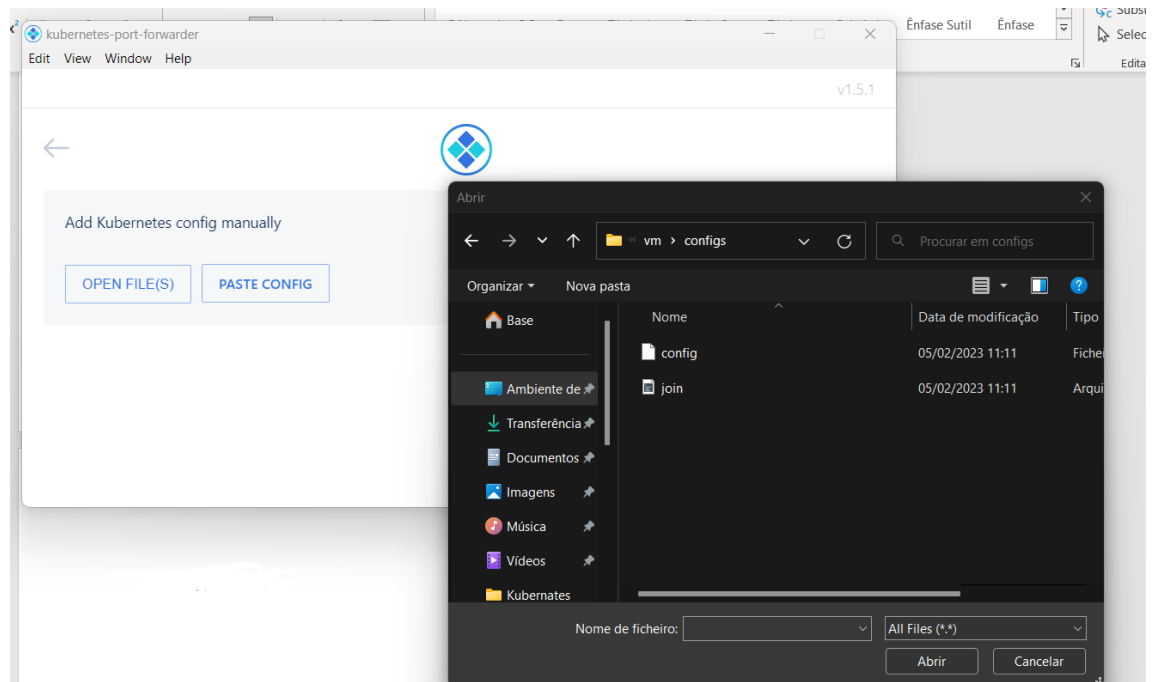 Ênfase Sutil Ênfase
Edita
kubernetes-port-forwarder
Edit View Window Help
v1.5.1
Add Kubernetes config manually
OPEN FILE(S) PASTE CONFIG
Abrir
vm › configs
Procurar em configs
Organizar Nova pasta
Base
Ambiente de
Transferência
Documentos
Imagens
Música
Vídeos
Kubernates
Nome Data de modificação Tipo
config 05/02/2023 11:11 Fichei
join 05/02/2023 11:11 Arqui
Nome de ficheiro: All Files (*.*)
Abrir Cancelar